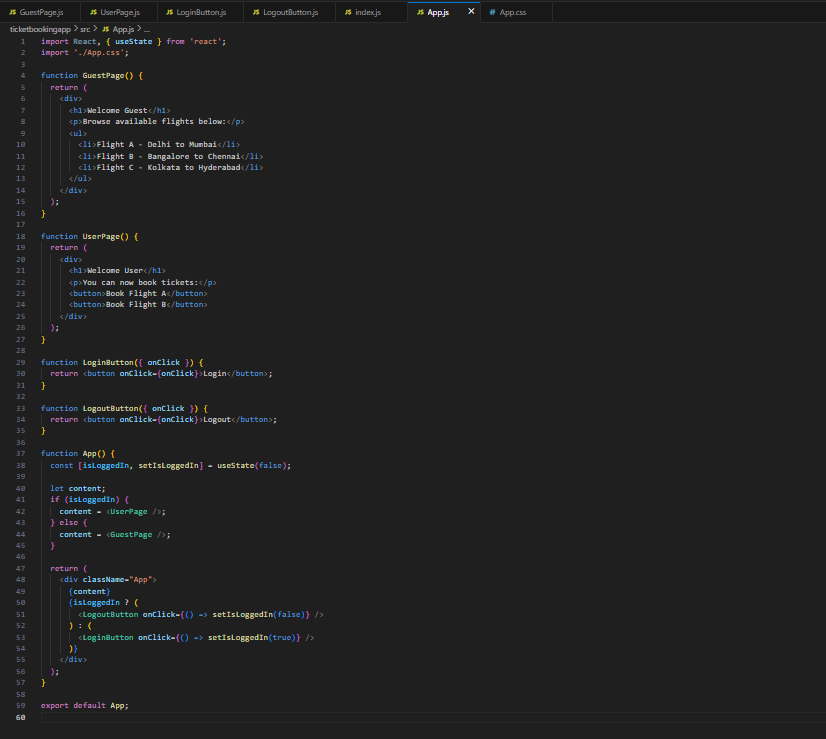 JS GuestPage.js JS UserPage.js JS LoginButton.js JS LogoutButton.js JS index.js JS App.js × # App.css
ticketbookingapp > src > JS App.js > ...
1 import React, { useState } from 'react';
2 import './App.css';
3
4 function GuestPage() {
5 return (
6 <div>
7 <h1>Welcome Guest</h1>
8 <p>Browse available flights below:</p>
9 <ul>
10 <li>Flight A - Delhi to Mumbai</li>
11 <li>Flight B - Bangalore to Chennai</li>
12 <li>Flight C - Kolkata to Hyderabad</li>
13 </ul>
14 </div>
15 );
16 }
17
18 function UserPage() {
19 return (
20 <div>
21 <h1>Welcome User</h1>
22 <p>You can now book tickets:</p>
23 <button>Book Flight A</button>
24 <button>Book Flight B</button>
25 </div>
26 );
27 }
28
29 function LoginButton({ onClick }) {
30 return <button onClick={onClick}>Login</button>;
31 }
32
33 function LogoutButton({ onClick }) {
34 return <button onClick={onClick}>Logout</button>;
35 }
36
37 function App() {
38 const [isLoggedIn, setIsLoggedIn] = useState(false);
39
40 let content;
41 if (isLoggedIn) {
42 content = <UserPage />;
43 } else {
44 content = <GuestPage />;
45 }
46
47 return (
48 <div className="App">
49 {content}
50 {isLoggedIn ? (
51 <LogoutButton onClick={() => setIsLoggedIn(false)} />
52 ) : (
53 <LoginButton onClick={() => setIsLoggedIn(true)} />
54 )}
55 </div>
56 );
57 }
58
59 export default App;
60